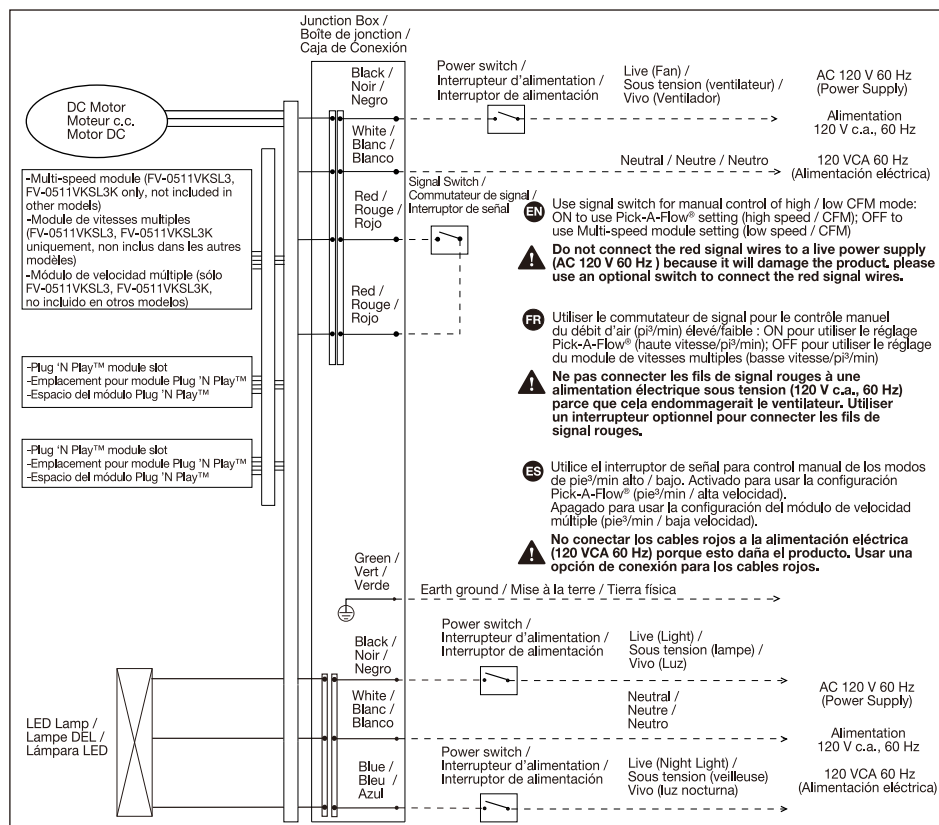 Junction Box /
Boîte de jonction /
Caja de Conexión
DC Motor
Moteur c.c.
Motor DC
Black /
Noir /
Negro
Power switch /
Interrupteur d'alimentation /
Interruptor de alimentación
Live (Fan) /
Sous tension (ventilateur) /
Vivo (Ventilador)
AC 120 V 60 Hz
(Power Supply)
Alimentation
120 V c.a., 60 Hz
120 VCA 60 Hz
(Alimentación eléctrica)
White /
Blanc /
Blanco
Neutral / Neutre / Neutro
-Multi-speed module (FV-0511VKSL3,
FV-0511VKSL3K only, not included in
other models)
-Module de vitesses multiples
(FV-0511VKSL3, FV-0511VKSL3K
uniquement, non inclus dans les autres
modèles)
-Módulo de velocidad múltiple (sólo
FV-0511VKSL3, FV-0511VKSL3K,
no incluido en otros modelos)
Red /
Rouge /
Rojo
Signal Switch /
Commutateur de signal /
Interruptor de señal
Red /
Rouge /
Rojo
EN Use signal switch for manual control of high / low CFM mode:
ON to use Pick-A-Flow® setting (high speed / CFM); OFF to
use Multi-speed module setting (low speed / CFM)
Do not connect the red signal wires to a live power supply
(AC 120 V 60 Hz ) because it will damage the product. please
use an optional switch to connect the red signal wires.
FR Utiliser le commutateur de signal pour le contrôle manuel
du débit d'air (pi³/min) élevé/faible : ON pour utiliser le réglage
Pick-A-Flow® (haute vitesse/pi³/min); OFF pour utiliser le réglage
du module de vitesses multiples (basse vitesse/pi³/min)
Ne pas connecter les fils de signal rouges à une
alimentation électrique sous tension (120 V c.a., 60 Hz)
parce que cela endommagerait le ventilateur. Utiliser
un interrupteur optionnel pour connecter les fils de
signal rouges.
ES Utilice el interruptor de señal para control manual de los modos
de pie³/min alto / bajo. Activado para usar la configuración
Pick-A-Flow® (pie³/min / alta velocidad).
Apagado para usar la configuración del módulo de velocidad
múltiple (pie³/min / baja velocidad).
No conectar los cables rojos a la alimentación eléctrica
(120 VCA 60 Hz) porque esto daña el producto. Usar una
opción de conexión para los cables rojos.
-Plug 'N Play™ module slot
-Emplacement pour module Plug 'N Play™
-Espacio del módulo Plug 'N Play™
-Plug 'N Play™ module slot
-Emplacement pour module Plug 'N Play™
-Espacio del módulo Plug 'N Play™
Green /
Vert /
Verde
Earth ground / Mise à la terre / Tierra física
LED Lamp /
Lampe DEL /
Lámpara LED
Black /
Noir /
Negro
Power switch /
Interrupteur d'alimentation /
Interruptor de alimentación
Live (Light) /
Sous tension (lampe) /
Vivo (Luz)
White /
Blanc /
Blanco
Neutral /
Neutre /
Neutro
AC 120 V 60 Hz
(Power Supply)
Alimentation
120 V c.a., 60 Hz
120 VCA 60 Hz
(Alimentación eléctrica)
Blue /
Bleu /
Azul
Power switch /
Interrupteur d'alimentation /
Interruptor de alimentación
Live (Night Light) /
Sous tension (veilleuse)
Vivo (luz nocturna)